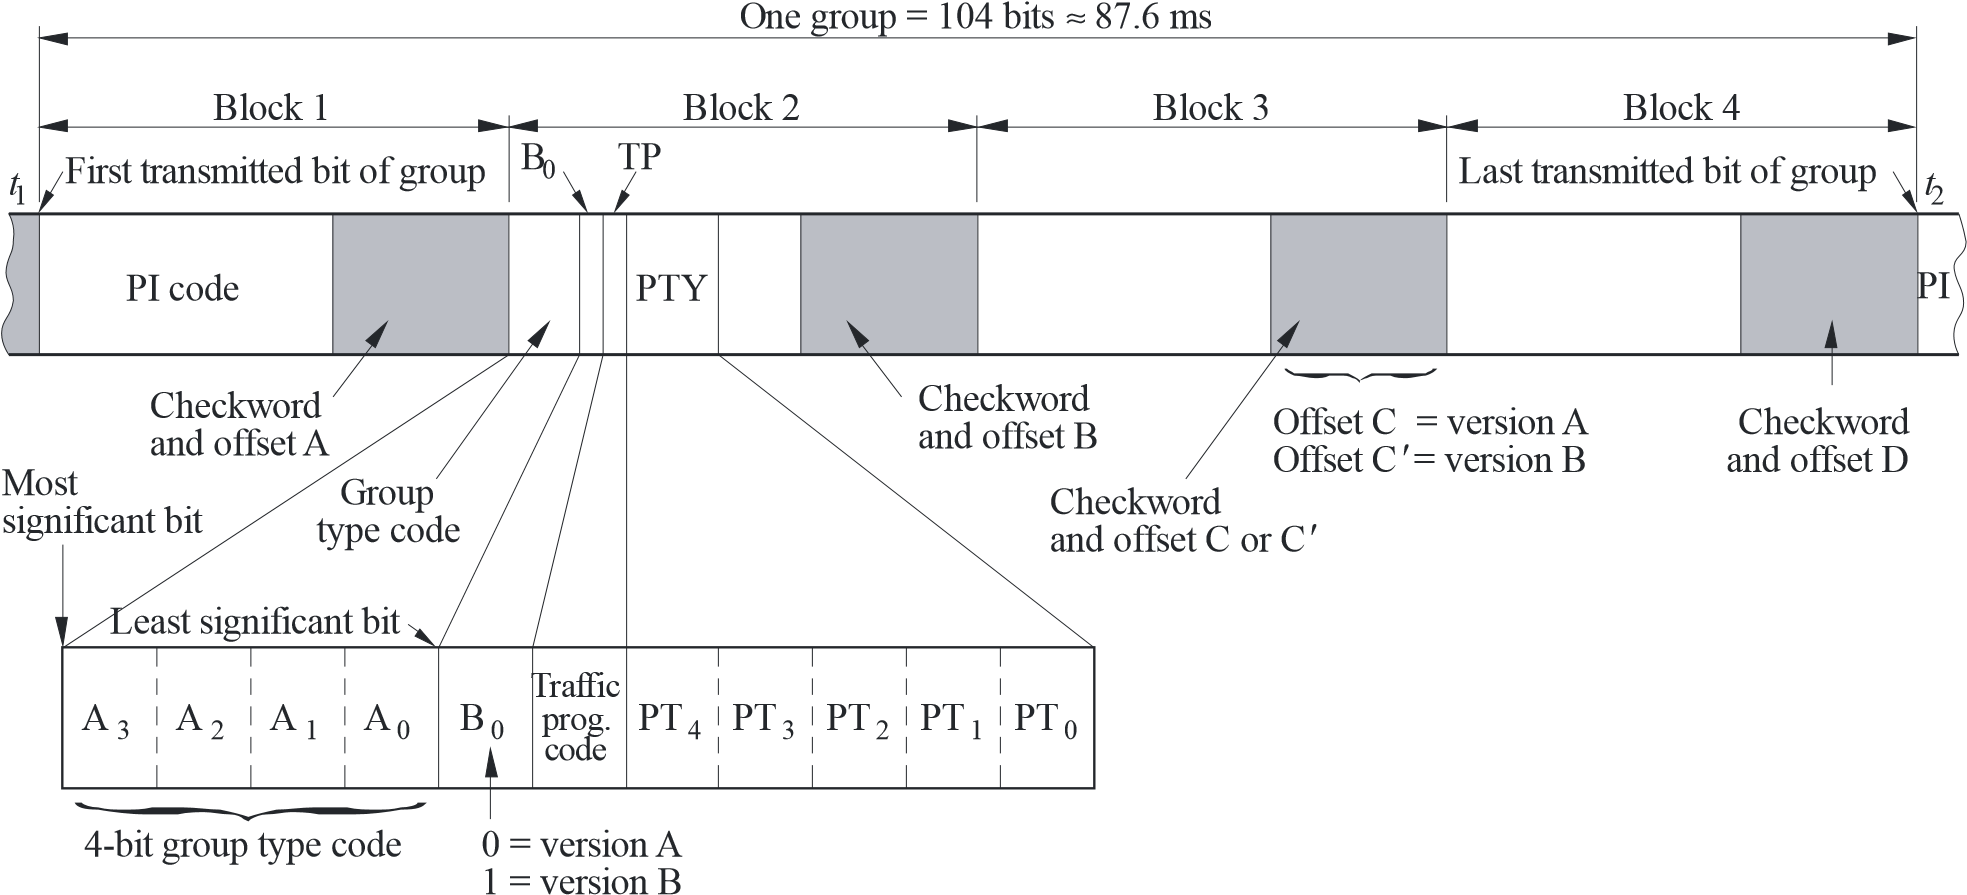 One group = 104 bits ≈ 87.6 ms
Block 1
Block 2
Block 3
Block 4
B0
TP
t1
First transmitted bit of group
Last transmitted bit of group
t2
PI code
PTY
PI
Checkword
and offset A
Checkword
and offset B
Offset C = version A
Offset C′ = version B
Checkword
and offset D
Most
significant bit
Group
type code
Checkword
and offset C or C′
Least significant bit
A3
A2
A1
A0
B0
Traffic
prog.
code
PT4
PT3
PT2
PT1
PT0
4-bit group type code
0 = version A
1 = version B